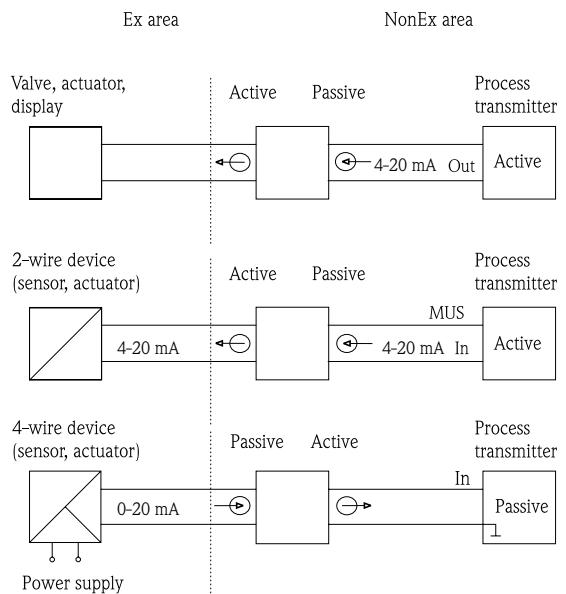 Ex area
NonEx area
Valve, actuator,
display
Active
Passive
Process
transmitter
4-20 mA
Out
Active
2-wire device
(sensor, actuator)
Active
Passive
Process
transmitter
MUS
4-20 mA
4-20 mA
In
Active
4-wire device
(sensor, actuator)
Passive
Active
Process
transmitter
In
0-20 mA
Passive
Power supply